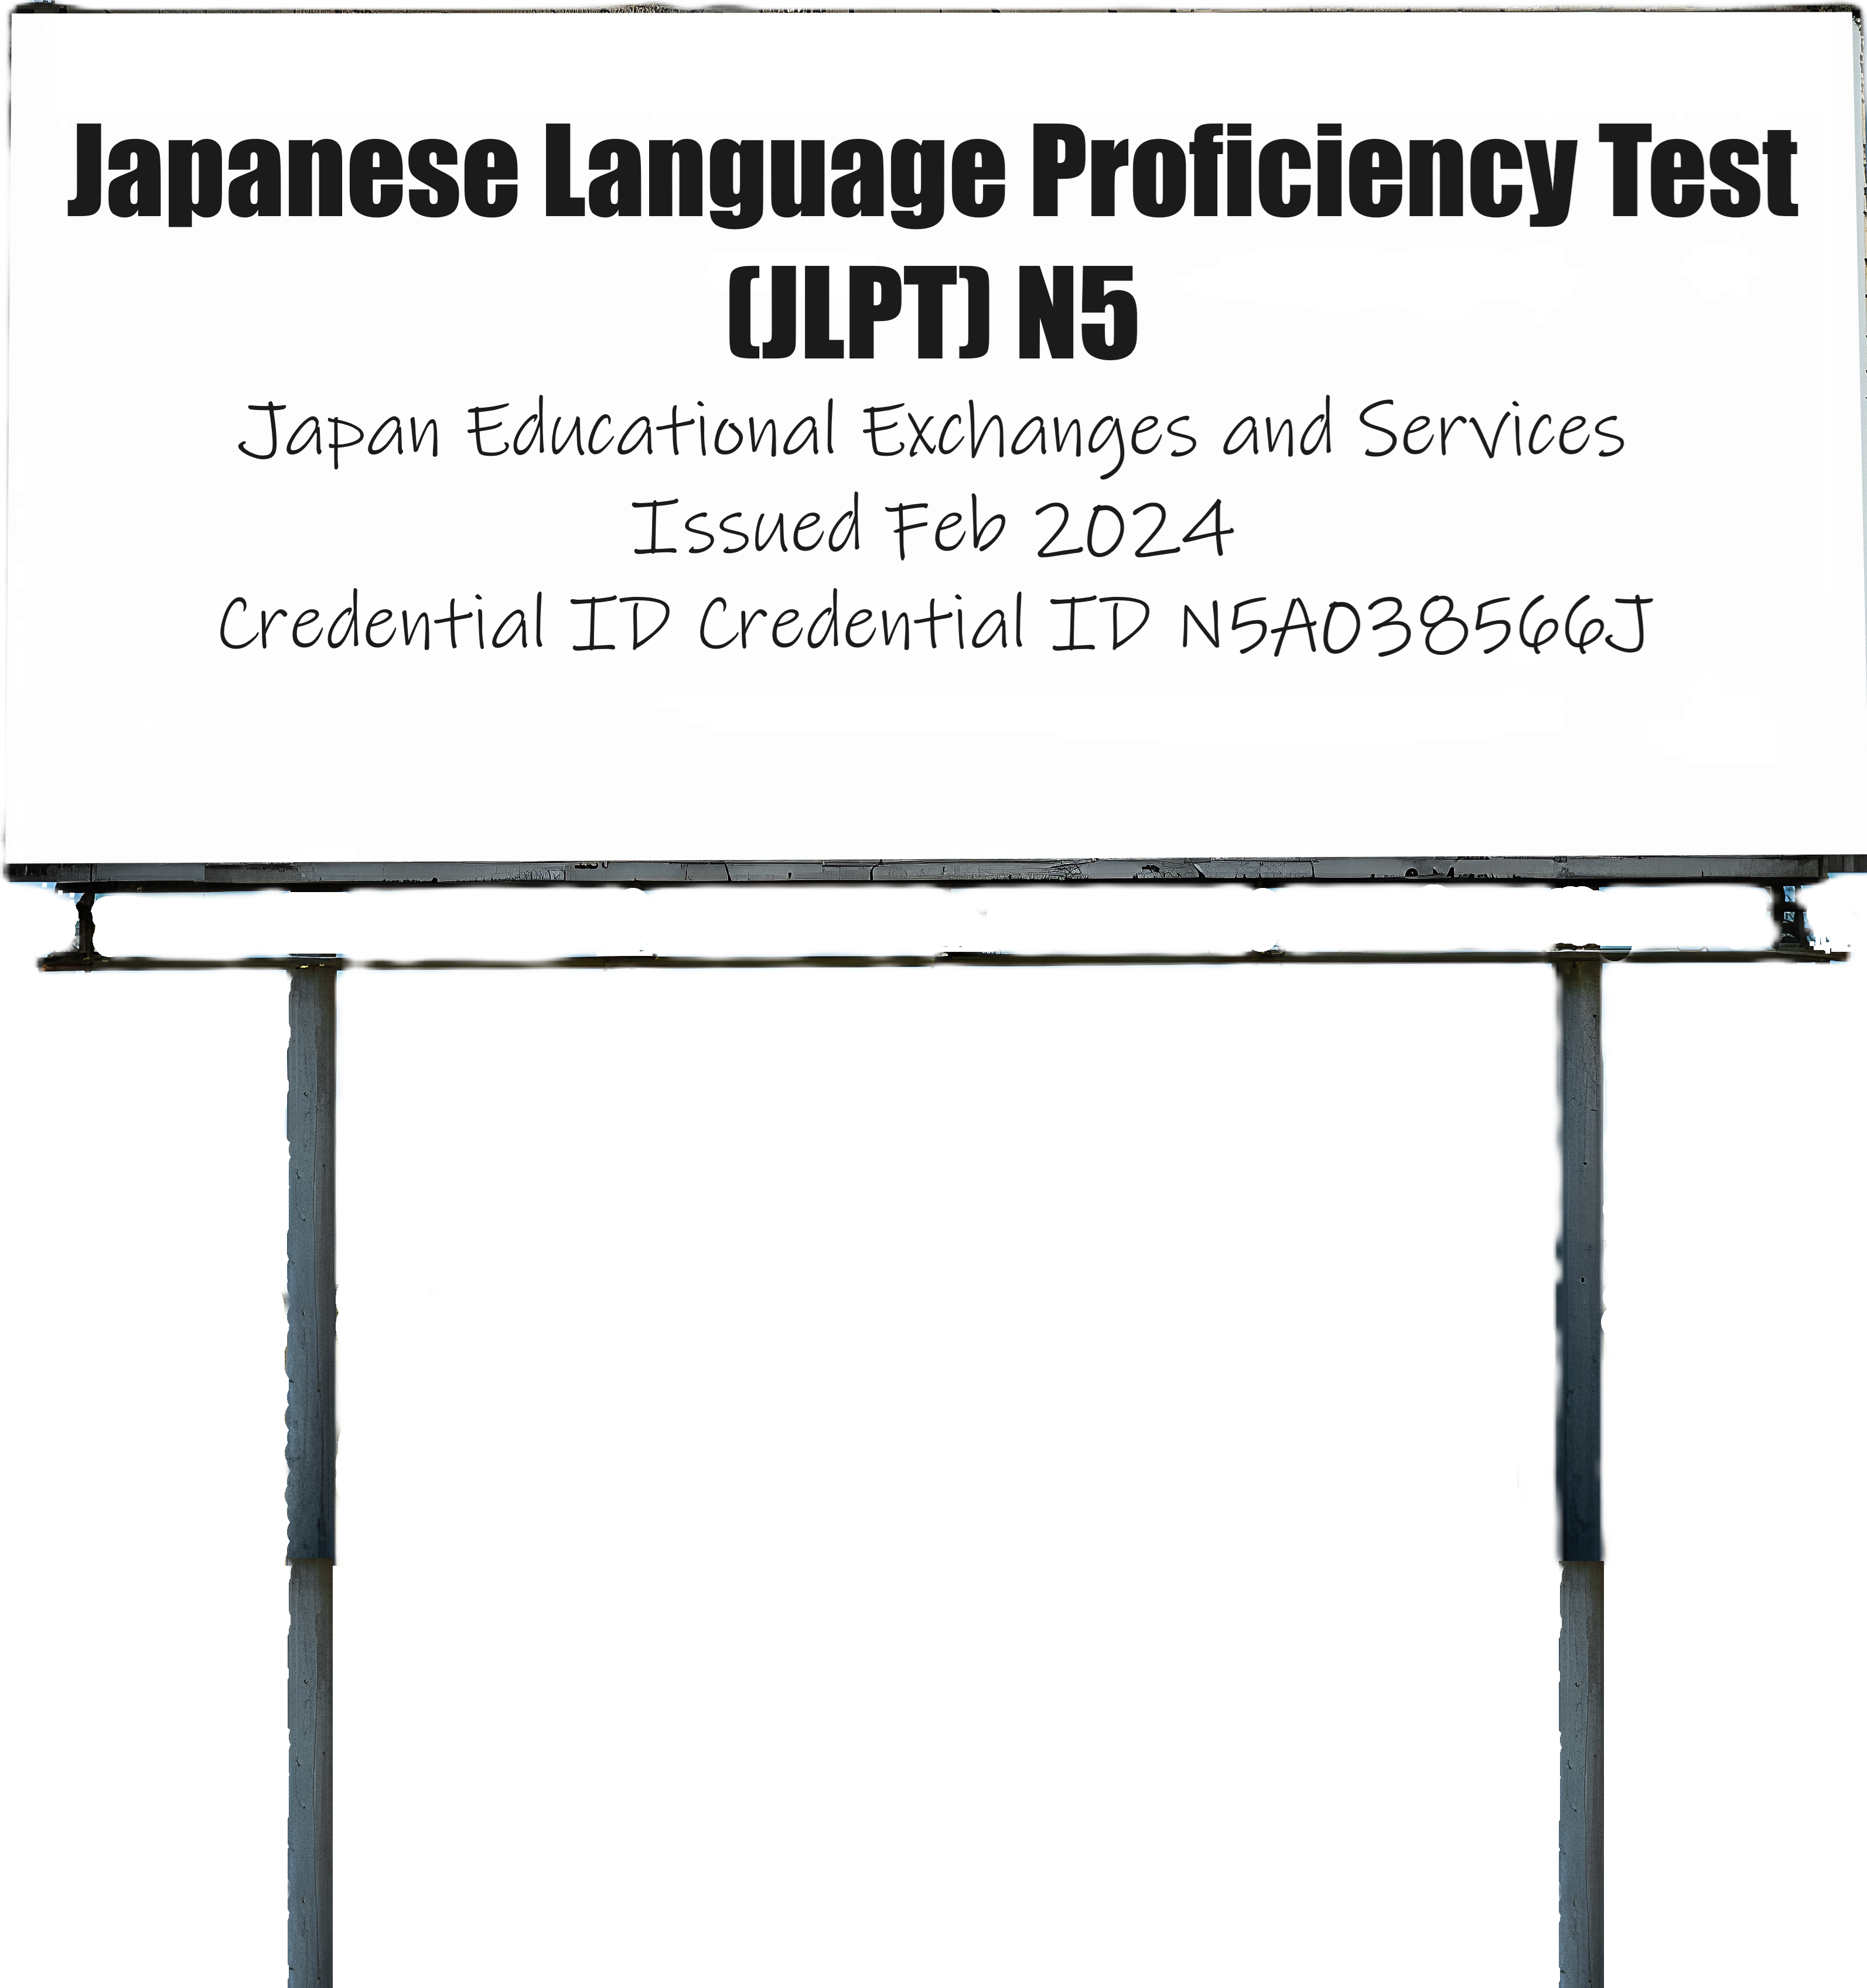 Japanese Language Proficiency Test
(JLPT) N5
Japan Educational Exchanges and Services
Issued Feb 2024
Credential ID Credential ID N5A038566J